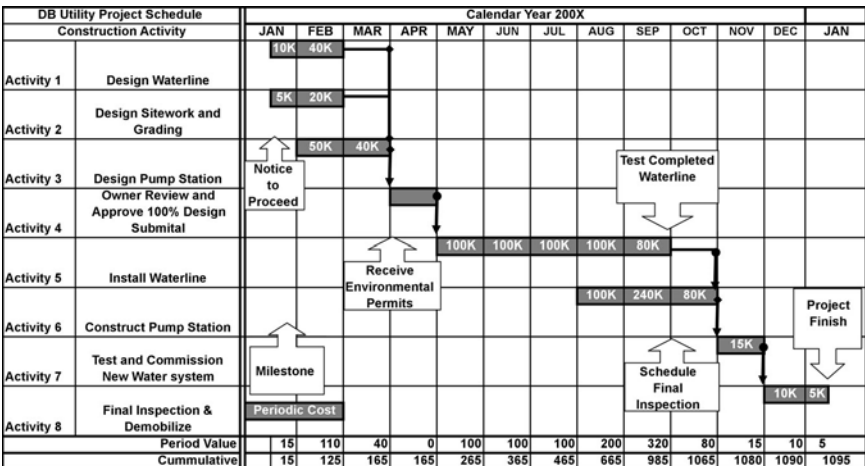 DB Utility Project Schedule Calendar Year 200X
Construction Activity JAN FEB MAR APR MAY JUN JUL AUG SEP OCT NOV DEC JAN
10K 40K
Activity 1 Design Waterline
5K 20K
Design Sitework and
Activity 2 Grading
50K 40K
Activity 3 Design Pump Station
Notice
to
Proceed
Test Completed
Waterline
Owner Review and
Approve 100% Design
Activity 4 Submital
100K 100K 100K 100K 80K
Activity 5 Install Waterline
Receive
Environmental
Permits
100K 240K 80K
Activity 6 Construct Pump Station
Project
Finish
15K
Test and Commission
Activity 7 New Water system
Milestone
Schedule
Final
Inspection
10K 5K
Periodic Cost
Final Inspection &
Activity 8 Demobilize
Period Value 15 110 40 0 100 100 100 200 320 80 15 10 5
Cummulative 15 125 165 165 265 365 465 665 985 1065 1080 1090 1095